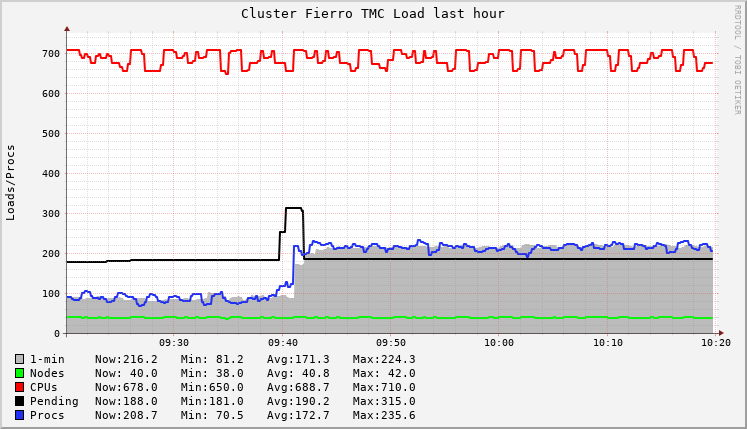 Cluster Fierro TMC Load last hour
RRDTOOL / TOBI OETIKER
Loads/Procs
700
600
500
400
300
200
100
0
09:30 09:40 09:50 10:00 10:10 10:20
1-min Now:216.2 Min: 81.2 Avg:171.3 Max:224.3
Nodes Now: 40.0 Min: 38.0 Avg: 40.8 Max: 42.0
CPUs Now:678.0 Min:650.0 Avg:688.7 Max:710.0
Pending Now:188.0 Min:181.0 Avg:190.2 Max:315.0
Procs Now:208.7 Min: 70.5 Avg:172.7 Max:235.6